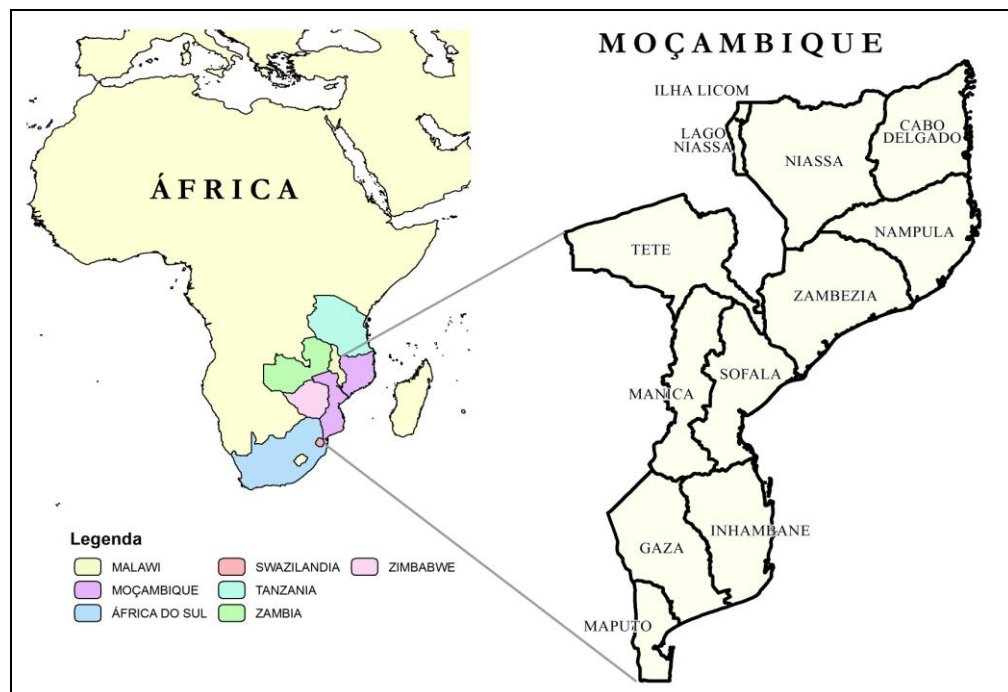 ÁFRICA
Legenda
MALAWI
MOÇAMBIQUE
ÁFRICA DO SUL
SWAZILANDIA
TANZANIA
ZAMBIA
ZIMBABWE
MOÇAMBIQUE
ILHA LICOM
LAGO
NIASSA
NIASSA
CABO
DELGADO
NAMPULA
TETE
ZAMBEZIA
SOFALA
MANICA
INHAMBANE
GAZA
MAPUTO